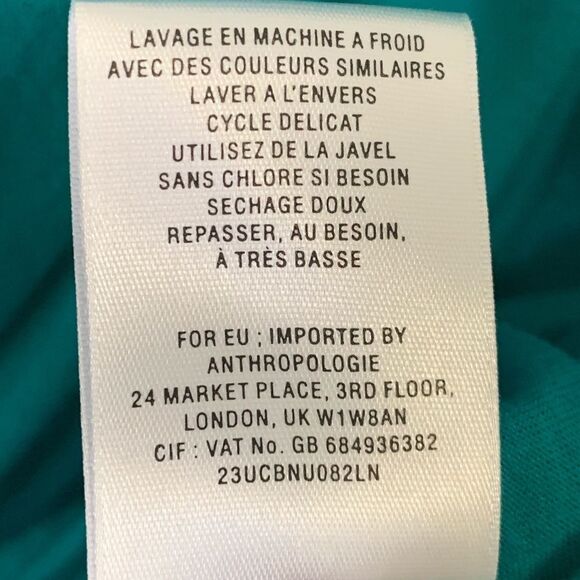 LAVAGE EN MACHINE A FROID
AVEC DES COULEURS SIMILAIRES
LAVER A L'ENVERS
CYCLE DELICAT
UTILISEZ DE LA JAVEL
SANS CHLORE SI BESOIN
SECHAGE DOUX
REPASSER, AU BESOIN,
À TRÈS BASSE
FOR EU ; IMPORTED BY
ANTHROPOLOGIE
24 MARKET PLACE, 3RD FLOOR,
LONDON, UK W1W8AN
CIF : VAT No. GB 684936382
23UCBNU082LN